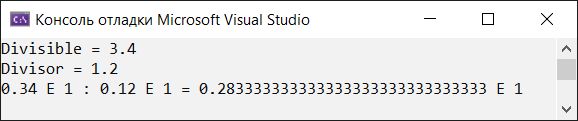 Консоль отладки Microsoft Visual Studio
Divisible = 3.4
Divisor = 1.2
0.34 E 1 : 0.12 E 1 = 0.283333333333333333333333333333 E 1